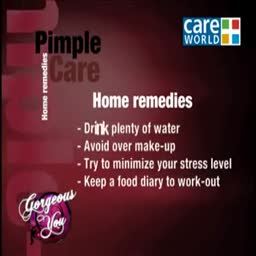 Pimple
Care
Home remedies
care
WORLD
Home remedies
- Drink plenty of water
- Avoid over make-up
- Try to minimize your stress level
- Keep a food diary to work-out
Gorgeous
You